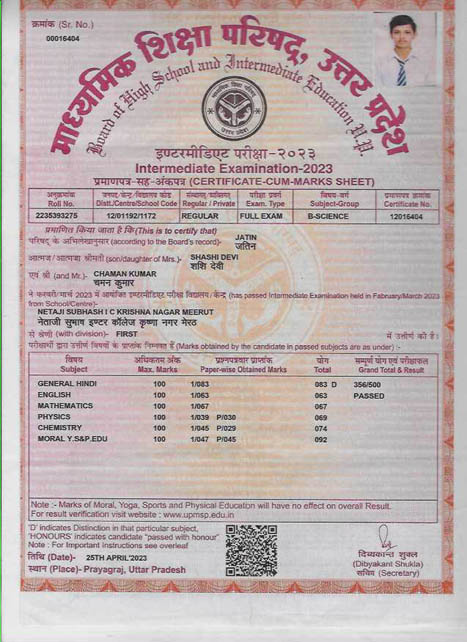 क्रमांक (Sr. No.)
00016404
माध्यमिक शिक्षा परिषद्, उत्तर प्रदेश
Board of High School and Intermediate Education U.P.
इण्टरमीडिएट परीक्षा-२०२३
Intermediate Examination-2023
प्रमाणपत्र-सह-अंकपत्र (CERTIFICATE-CUM-MARKS SHEET)
अनुक्रमांक जनपद/केन्द्र/विद्यालय कोड संस्थागत/व्यक्तिगत परीक्षा प्रवर्ग विषय-वर्ग प्रमाणपत्र क्रमांक
Roll No. Distt./Centre/School Code Regular / Private Exam. Type Subject-Group Certificate No.
2235393275 12/01192/1172 REGULAR FULL EXAM B-SCIENCE 12016404
प्रमाणित किया जाता है कि(This is to certify that)
परिषद् के अभिलेखानुसार (according to the Board's record)- JATIN
जतिन
आत्मज / आत्मजा श्रीमती (son/daughter of Mrs.)- SHASHI DEVI
शशि देवी
एवं श्री (and Mr.)- CHAMAN KUMAR
चमन कुमार
ने फरवरी/मार्च 2023 में आयोजित इण्टरमीडिएट परीक्षा विद्यालय/केन्द्र (has passed Intermediate Examination held in Fabruary/March 2023
from School/Centre)-
NETAJI SUBHASH I C KRISHNA NAGAR MEERUT
नेताजी सुभाष इण्टर कॉलेज कृष्णा नगर मेरठ
से श्रेणी (with division)- FIRST में उत्तीर्ण की है।
परीक्षार्थी द्वारा उत्तीर्ण विषयों के प्राप्तांक निम्नवत हैं (Marks obtained by the candidate in passed subjects are as under) :-
विषय अधिकतम अंक प्रश्नपत्रवार प्राप्तांक योग सम्पूर्ण योग एवं परीक्षाफल
Subject Max. Marks Paper-wise Obtained Marks Total Grand Total & Result
GENERAL HINDI 100 1/083 083 D 356/500
ENGLISH 100 1/063 063 PASSED
MATHEMATICS 100 1/067 067
PHYSICS 100 1/039 P/030 069
CHEMISTRY 100 1/045 P/029 074
MORAL Y.S&P.EDU 100 1/047 P/045 092
Note :- Marks of Moral, Yoga, Sports and Physical Education will have no effect on overall Result.
For result verification visit website : www.upmsp.edu.in
'D' indicates Distinction in that particular subject,
'HONOURS' indicates candidate "passed with honour"
Note : For Important instructions see overleaf
तिथि (Date)- 25TH APRIL'2023
स्थान (Place)- Prayagraj, Uttar Pradesh
दिब्यकान्त शुक्ल
(Dibyakant Shukla)
सचिव (Secretary)